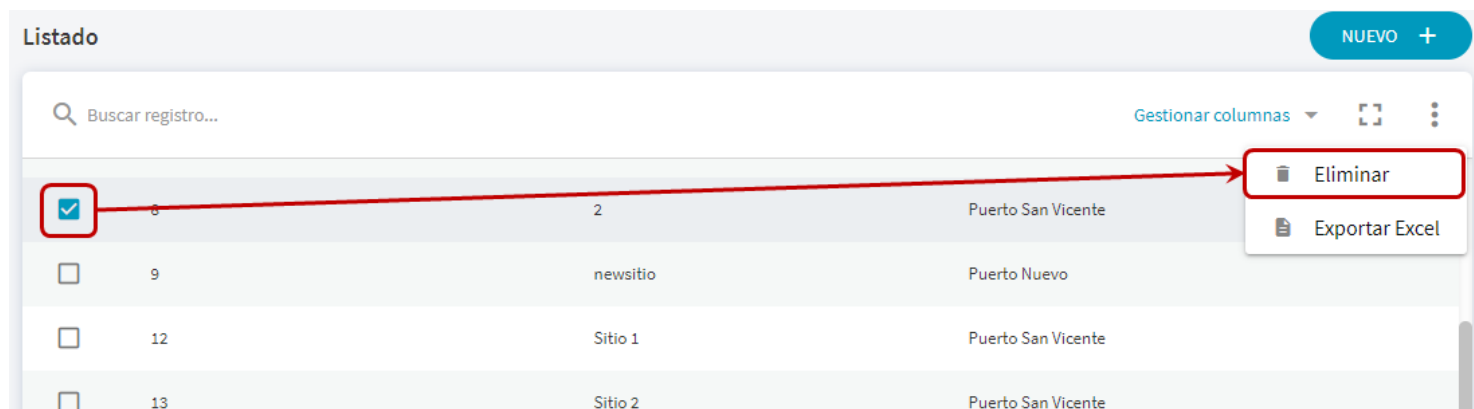 Listado
NUEVO +
Buscar registro...
Gestionar columnas
Eliminar
8 2 Puerto San Vicente
Exportar Excel
9 newsitio Puerto Nuevo
12 Sitio 1 Puerto San Vicente
13 Sitio 2 Puerto San Vicente